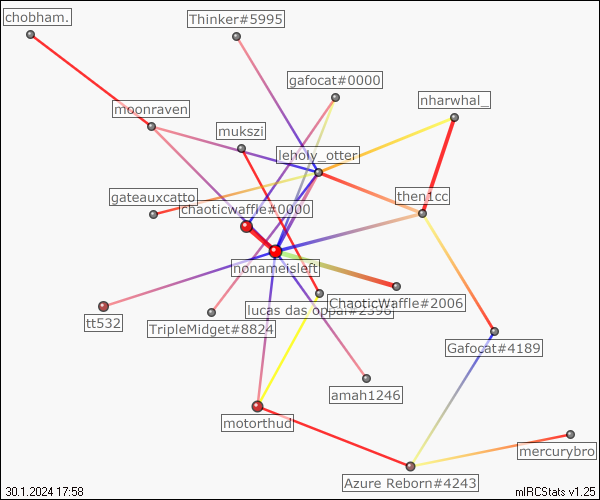 chobham.
Thinker#5995
gafocat#0000
nharwhal_
moonraven
mukszi
leholy_otter
gateauxcatto
then1cc
chaoticwaffle#0000
nonameisleft
ChaoticWaffle#2006
lucas das oppai#2396
tt532
TripleMidget#8824
Gafocat#4189
amah1246
motorthud
mercurybro
Azure Reborn#4243
30.1.2024 17:58
mIRCStats v1.25